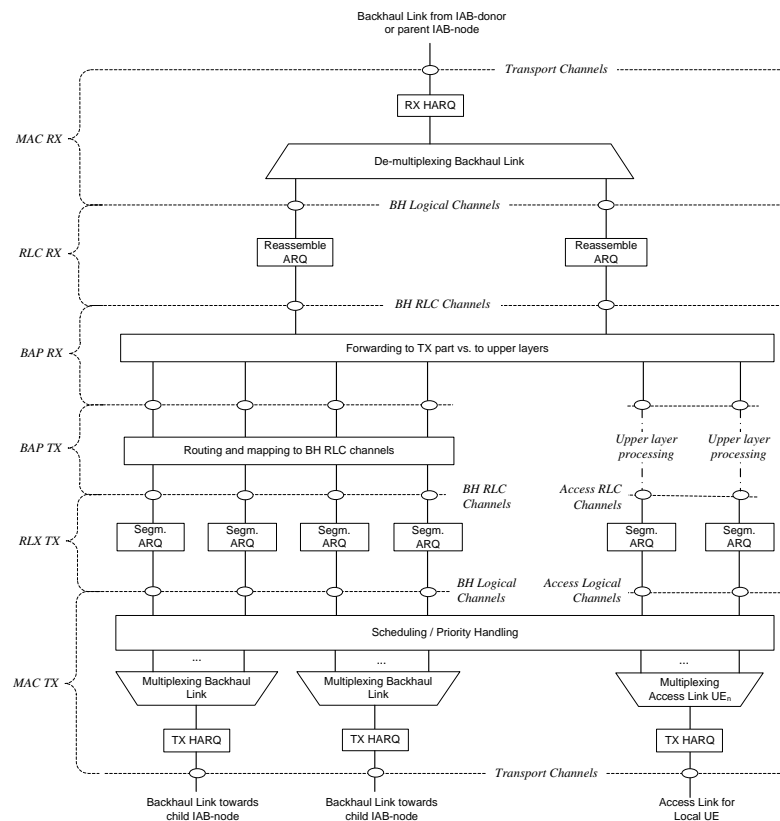 Backhaul Link from IAB-donor
or parent IAB-node
Transport Channels
RX HARQ
MAC RX
De-multiplexing Backhaul Link
BH Logical Channels
RLC RX
Reassemble
ARQ
Reassemble
ARQ
BH RLC Channels
BAP RX
Forwarding to TX part vs. to upper layers
BAP TX
Routing and mapping to BH RLC channels
Upper layer
processing
Upper layer
processing
BH RLC
Channels
Access RLC
Channels
RLX TX
Segm.
ARQ
Segm.
ARQ
Segm.
ARQ
Segm.
ARQ
Segm.
ARQ
Segm.
ARQ
BH Logical
Channels
Access Logical
Channels
Scheduling / Priority Handling
... ... ...
MAC TX
Multiplexing Backhaul
Link
Multiplexing Backhaul
Link
Multiplexing
Access Link UEn
TX HARQ
TX HARQ
TX HARQ
Transport Channels
Backhaul Link towards
child IAB-node
Backhaul Link towards
child IAB-node
Access Link for
Local UE